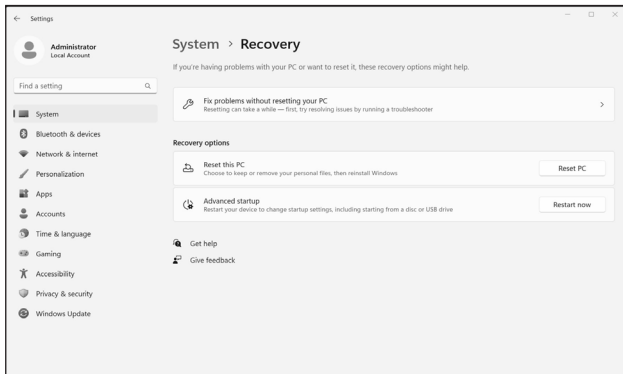 Settings
Administrator
Local Account
Find a setting
System
Bluetooth & devices
Network & internet
Personalization
Apps
Accounts
Time & language
Gaming
Accessibility
Privacy & security
Windows Update
System > Recovery
If you're having problems with your PC or want to reset it, these recovery options might help.
Fix problems without resetting your PC
Resetting can take a while — first, try resolving issues by running a troubleshooter
Recovery options
Reset this PC
Choose to keep or remove your personal files, then reinstall Windows
Reset PC
Advanced startup
Restart your device to change startup settings, including starting from a disc or USB drive
Restart now
Get help
Give feedback